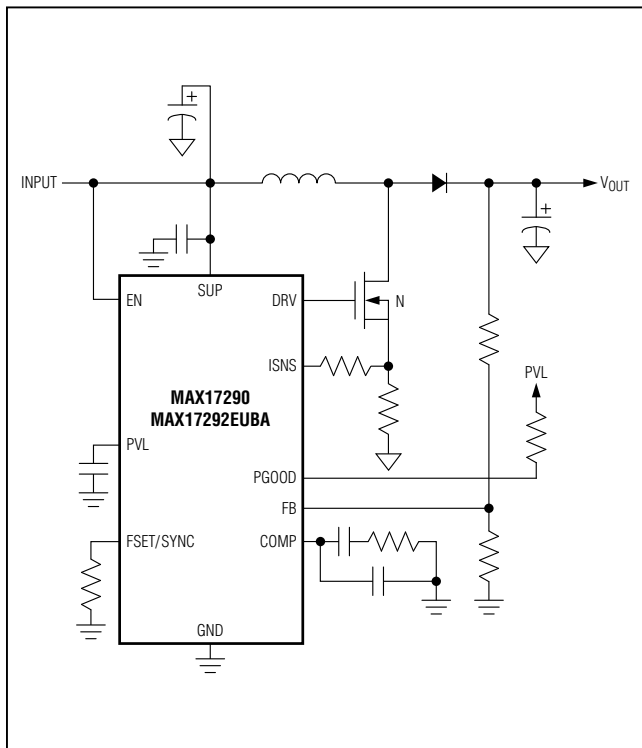 +
INPUT
VOUT
+
SUP
EN
DRV
N
ISNS
MAX17290
MAX17292EUBA
PVL
PVL
PGOOD
FB
FSET/SYNC
COMP
GND